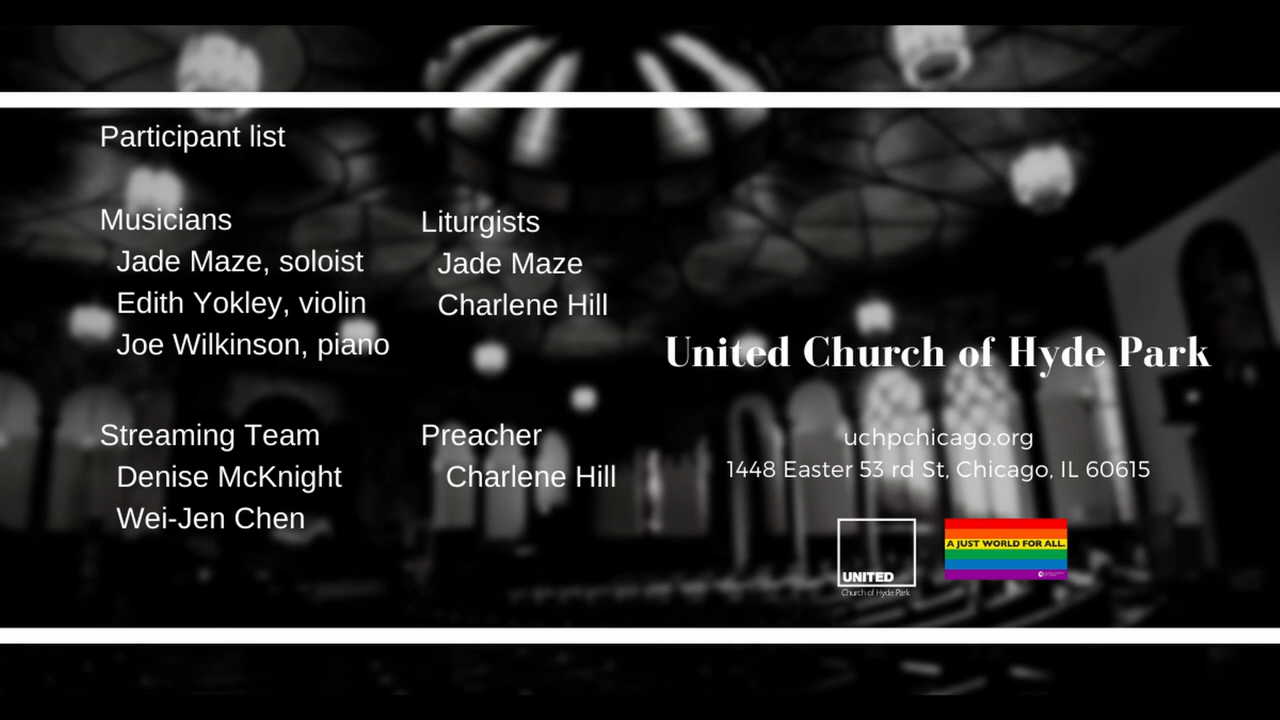 Participant list
Musicians
Jade Maze, soloist
Edith Yokley, violin
Joe Wilkinson, piano
Liturgists
Jade Maze
Charlene Hill
Streaming Team
Denise McKnight
Wei-Jen Chen
Preacher
Charlene Hill
United Church of Hyde Park
uchpchicago.org
1448 Easter 53 rd St, Chicago, IL 60615
UNITED
Church of Hyde Park
A JUST WORLD FOR ALL.